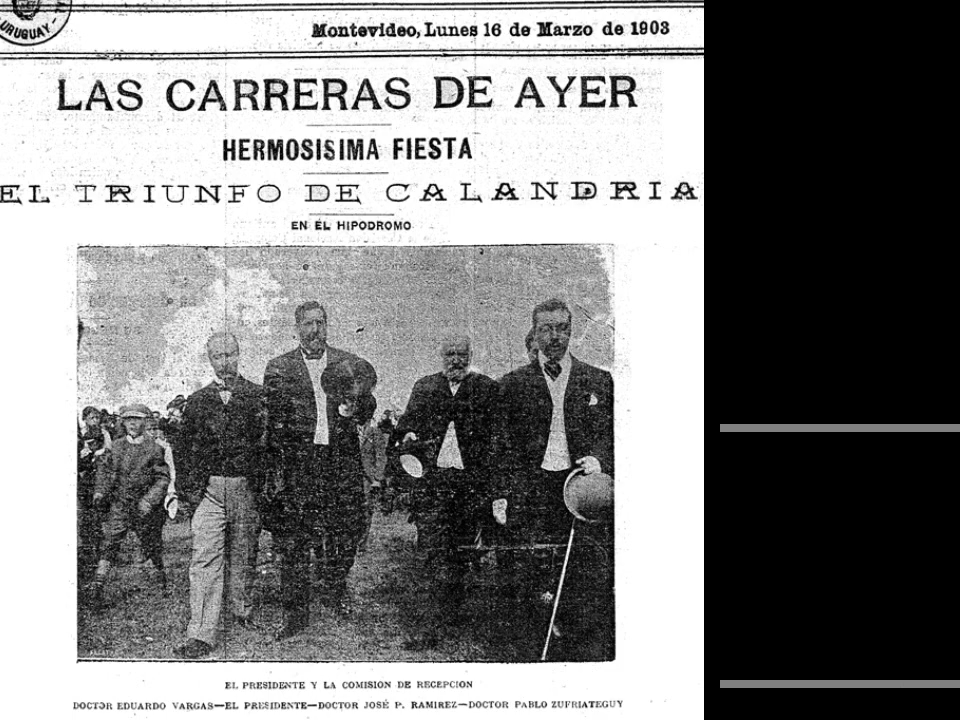 URUGUAY
Montevideo, Lunes 16 de Marzo de 1903
LAS CARRERAS DE AYER
HERMOSISIMA FIESTA
EL TRIUNFO DE CALANDRIA
EN EL HIPODROMO
EL PRESIDENTE Y LA COMISION DE RECEPCION
DOCTOR EDUARDO VARGAS—EL PRESIDENTE—DOCTOR JOSÉ P. RAMIREZ—DOCTOR PABLO ZUFRIATEGUY